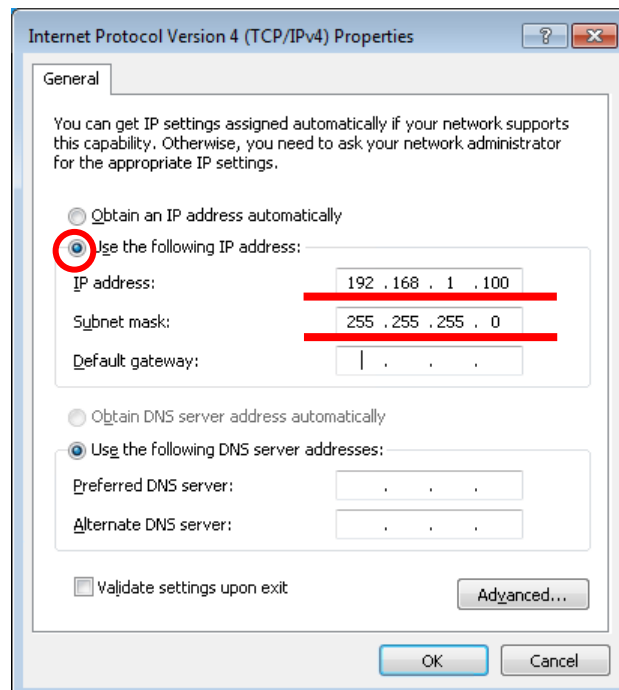 Internet Protocol Version 4 (TCP/IPv4) Properties
General
You can get IP settings assigned automatically if your network supports
this capability. Otherwise, you need to ask your network administrator
for the appropriate IP settings.
Obtain an IP address automatically
Use the following IP address:
IP address: 192 . 168 . 1 . 100
Subnet mask: 255 . 255 . 255 . 0
Default gateway: . . .
Obtain DNS server address automatically
Use the following DNS server addresses:
Preferred DNS server: . . .
Alternate DNS server: . . .
Validate settings upon exit
Advanced...
OK Cancel